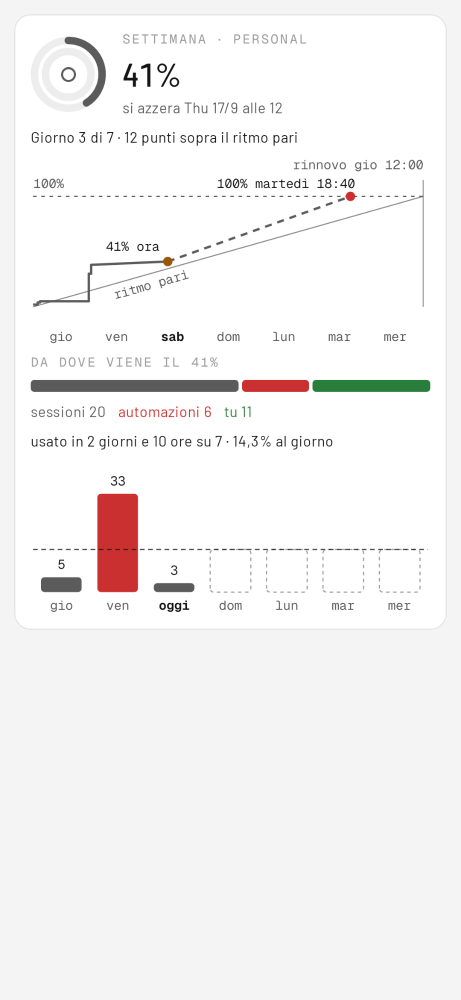 SETTIMANA · PERSONAL
41%
si azzera Thu 17/9 alle 12
Giorno 3 di 7 · 12 punti sopra il ritmo pari
rinnovo gio 12:00
100%
100% martedì 18:40
41% ora
ritmo pari
gio ven sab dom lun mar mer
DA DOVE VIENE IL 41%
sessioni 20 automazioni 6 tu 11
usato in 2 giorni e 10 ore su 7 · 14,3% al giorno
33
5
3
gio ven oggi dom lun mar mer